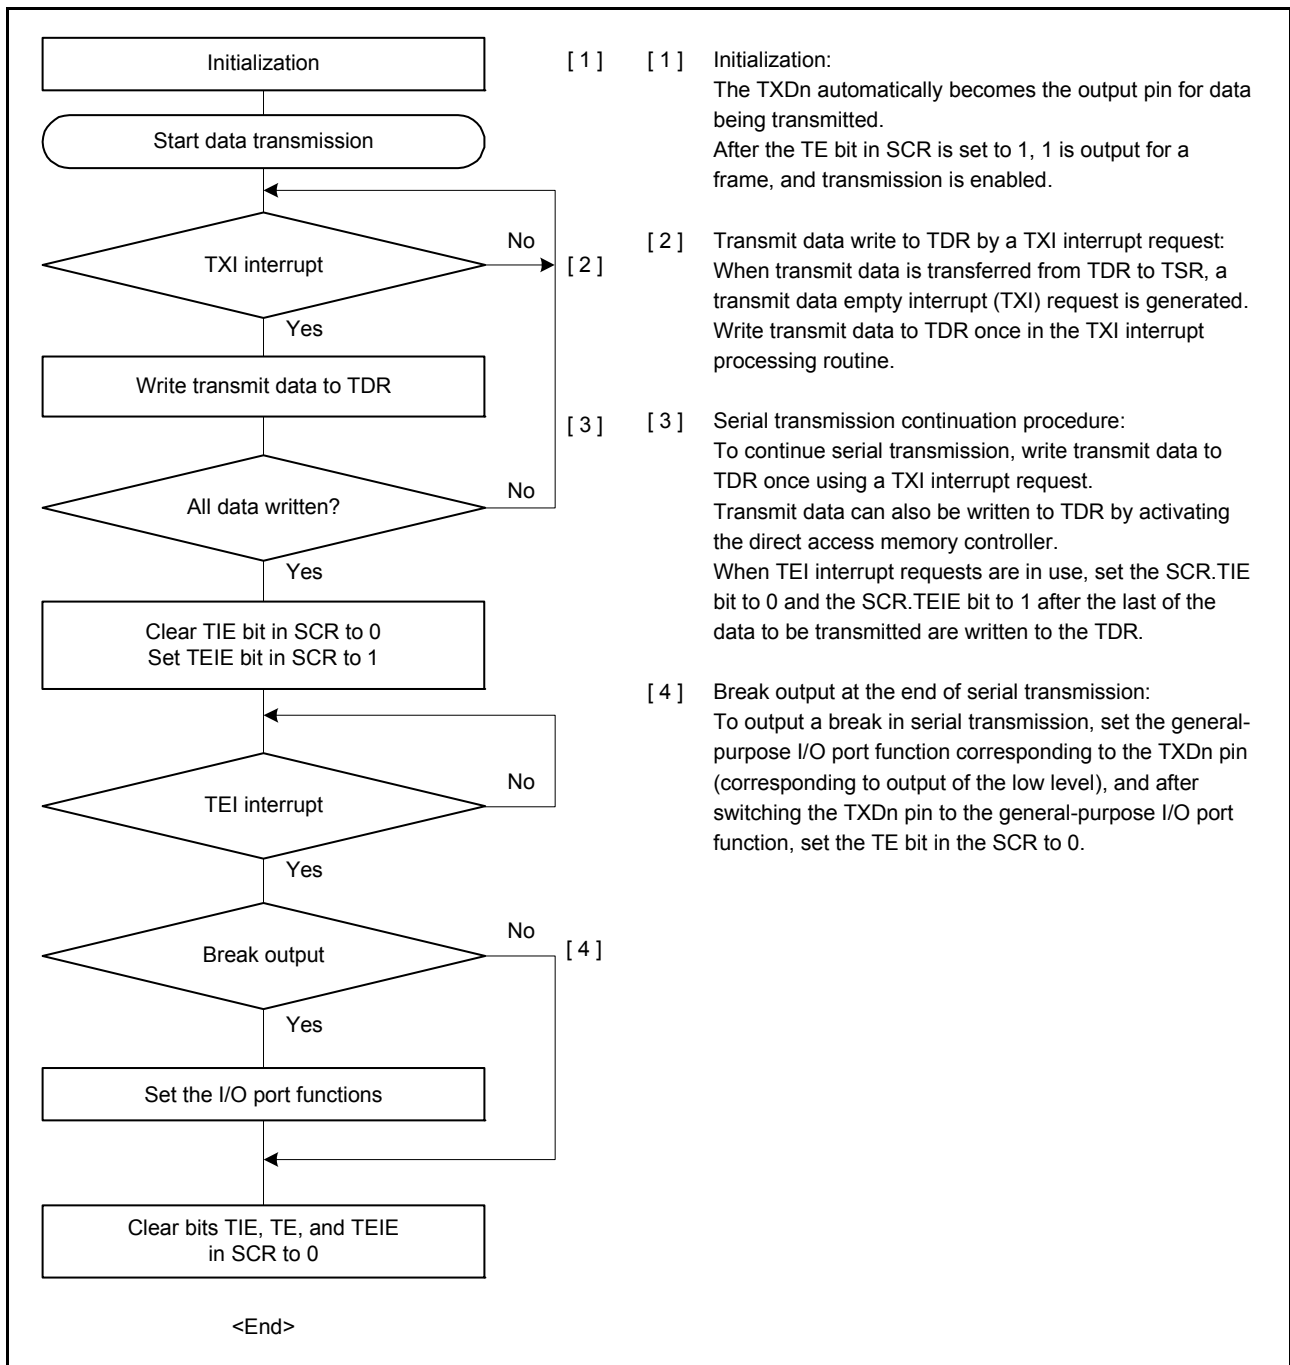 Initialization
[ 1 ]
Start data transmission
TXI interrupt
No
[ 2 ]
Yes
Write transmit data to TDR
[ 3 ]
All data written?
No
Yes
Clear TIE bit in SCR to 0
Set TEIE bit in SCR to 1
TEI interrupt
No
Yes
Break output
No
[ 4 ]
Yes
Set the I/O port functions
Clear bits TIE, TE, and TEIE
in SCR to 0
<End>
[ 1 ] Initialization:
The TXDn automatically becomes the output pin for data
being transmitted.
After the TE bit in SCR is set to 1, 1 is output for a
frame, and transmission is enabled.
[ 2 ] Transmit data write to TDR by a TXI interrupt request:
When transmit data is transferred from TDR to TSR, a
transmit data empty interrupt (TXI) request is generated.
Write transmit data to TDR once in the TXI interrupt
processing routine.
[ 3 ] Serial transmission continuation procedure:
To continue serial transmission, write transmit data to
TDR once using a TXI interrupt request.
Transmit data can also be written to TDR by activating
the direct access memory controller.
When TEI interrupt requests are in use, set the SCR.TIE
bit to 0 and the SCR.TEIE bit to 1 after the last of the
data to be transmitted are written to the TDR.
[ 4 ] Break output at the end of serial transmission:
To output a break in serial transmission, set the general-
purpose I/O port function corresponding to the TXDn pin
(corresponding to output of the low level), and after
switching the TXDn pin to the general-purpose I/O port
function, set the TE bit in the SCR to 0.